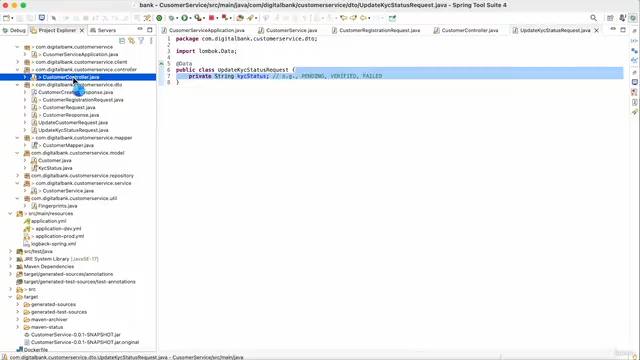 bank - CusomerService/src/main/java/com/digitalbank/customerservice/dto/UpdateKycStatusRequest.java - Spring Tool Suite 4
Debug
Project Explorer
CustomerServiceApplication.java
CustomerService.java
CustomerRegistrationRequest.java
CustomerController.java
UpdateKycStatusRequest.java
> com.digitalbank.customerservice
> CusomerServiceApplication.java
> com.digitalbank.customerservice.client
> com.digitalbank.customerservice.controller
> CustomerController.java
> com.digitalbank.customerservice.dto
> CustomerRegistrationRequest.java
> CustomerRequest.java
> CustomerResponse.java
UpdateCustomerRequest.java
> UpdateKycStatusRequest.java
> com.digitalbank.customerservice.mapper
> CustomerMapper.java
com.digitalbank.customerservice.model
Customer.java
KycStatus.java
> com.digitalbank.customerservice.repository
> com.digitalbank.customerservice.service
> CustomerService.java
> com.digitalbank.customerservice.util
Fingerprints.java
> src/main/resources
application.yml
> application-dev.yml
> application-prod.yml
logback-spring.xml
src/test/java
JRE System Library [JavaSE-17]
Maven Dependencies
target/generated-sources/annotations
target/generated-test-sources/test-annotations
> src
target
generated-sources
generated-test-sources
maven-archiver
maven-status
CustomerService-0.0.1-SNAPSHOT.jar
CustomerService-0.0.1-SNAPSHOT.jar.original
Dockerfile
1 package com.digitalbank.customerservice.dto;
2
3 import lombok.Data;
4
5 @Data
6 public class UpdateKycStatusRequest {
7 private String kycStatus; // e.g., PENDING, VERIFIED, FAILED
8 }
com.digitalbank.customerservice.dto.UpdateKycStatusRequest.java - CusomerService/src/main/java